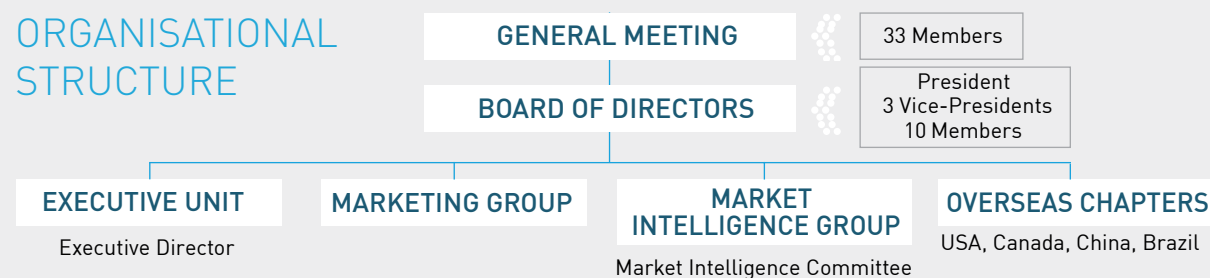 ORGANISATIONAL
STRUCTURE
GENERAL MEETING
33 Members
BOARD OF DIRECTORS
President
3 Vice-Presidents
10 Members
EXECUTIVE UNIT
Executive Director
MARKETING GROUP
MARKET
INTELLIGENCE GROUP
Market Intelligence Committee
OVERSEAS CHAPTERS
USA, Canada, China, Brazil